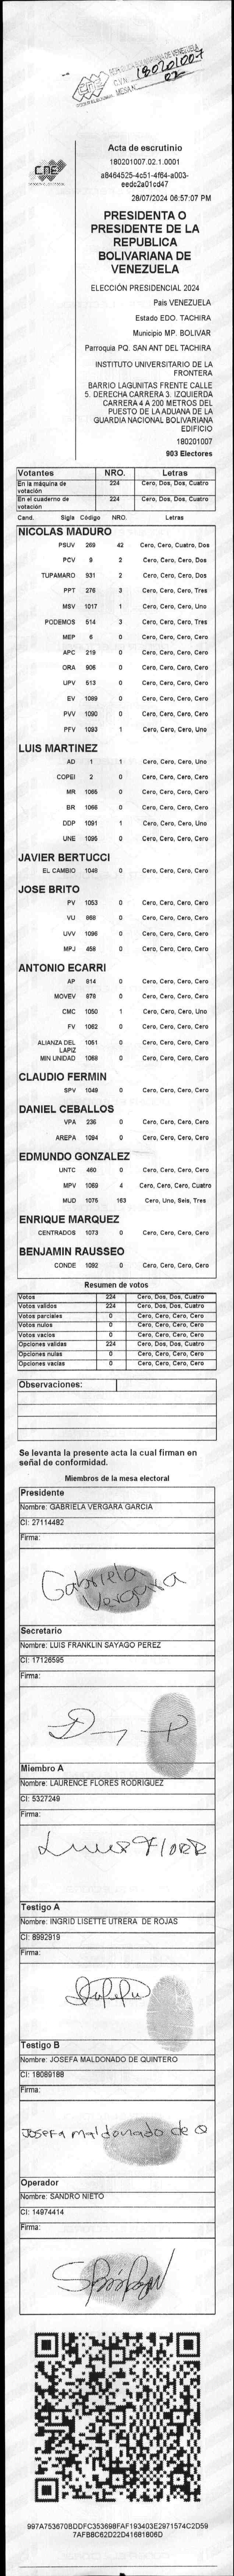 REPUBLICA BOLIVARIANA DE VENEZUELA
C.V.N. 180201007
MESA N. 02
CNE
PODER ELECTORAL
Acta de escrutinio
180201007.02.1.0001
a8464525-4c51-4f64-a003-
eedc2a01cd47
28/07/2024 06:57:07 PM
PRESIDENTA O
PRESIDENTE DE LA
REPUBLICA
BOLIVARIANA DE
VENEZUELA
ELECCIÓN PRESIDENCIAL 2024
País VENEZUELA
Estado EDO. TACHIRA
Municipio MP. BOLIVAR
Parroquia PQ. SAN ANT DEL TACHIRA
INSTITUTO UNIVERSITARIO DE LA
FRONTERA
BARRIO LAGUNITAS FRENTE CALLE
5. DERECHA CARRERA 3. IZQUIERDA
CARRERA 4 A 200 METROS DEL
PUESTO DE LA ADUANA DE LA
GUARDIA NACIONAL BOLIVARIANA
EDIFICIO
180201007
903 Electores
Votantes NRO. Letras
En la máquina de votación 224 Cero, Dos, Dos, Cuatro
En el cuaderno de votación 224 Cero, Dos, Dos, Cuatro
Cand. Sigla Código NRO. Letras
NICOLAS MADURO
PSUV 269 42 Cero, Cero, Cuatro, Dos
PCV 9 2 Cero, Cero, Cero, Dos
TUPAMARO 931 2 Cero, Cero, Cero, Dos
PPT 276 3 Cero, Cero, Cero, Tres
MSV 1017 1 Cero, Cero, Cero, Uno
PODEMOS 514 3 Cero, Cero, Cero, Tres
MEP 6 0 Cero, Cero, Cero, Cero
APC 219 0 Cero, Cero, Cero, Cero
ORA 906 0 Cero, Cero, Cero, Cero
UPV 513 0 Cero, Cero, Cero, Cero
EV 1089 0 Cero, Cero, Cero, Cero
PVV 1090 0 Cero, Cero, Cero, Cero
PFV 1093 1 Cero, Cero, Cero, Uno
LUIS MARTINEZ
AD 1 1 Cero, Cero, Cero, Uno
COPEI 2 0 Cero, Cero, Cero, Cero
MR 1065 0 Cero, Cero, Cero, Cero
BR 1066 0 Cero, Cero, Cero, Cero
DDP 1091 1 Cero, Cero, Cero, Uno
UNE 1095 0 Cero, Cero, Cero, Cero
JAVIER BERTUCCI
EL CAMBIO 1048 0 Cero, Cero, Cero, Cero
JOSE BRITO
PV 1053 0 Cero, Cero, Cero, Cero
VU 868 0 Cero, Cero, Cero, Cero
UVV 1096 0 Cero, Cero, Cero, Cero
MPJ 458 0 Cero, Cero, Cero, Cero
ANTONIO ECARRI
AP 914 0 Cero, Cero, Cero, Cero
MOVEV 979 0 Cero, Cero, Cero, Cero
CMC 1050 1 Cero, Cero, Cero, Uno
FV 1062 0 Cero, Cero, Cero, Cero
ALIANZA DEL LAPIZ 1051 0 Cero, Cero, Cero, Cero
MIN UNIDAD 1088 0 Cero, Cero, Cero, Cero
CLAUDIO FERMIN
SPV 1049 0 Cero, Cero, Cero, Cero
DANIEL CEBALLOS
VPA 236 0 Cero, Cero, Cero, Cero
AREPA 1094 0 Cero, Cero, Cero, Cero
EDMUNDO GONZALEZ
UNTC 460 0 Cero, Cero, Cero, Cero
MPV 1069 4 Cero, Cero, Cero, Cuatro
MUD 1075 163 Cero, Uno, Seis, Tres
ENRIQUE MARQUEZ
CENTRADOS 1073 0 Cero, Cero, Cero, Cero
BENJAMIN RAUSSEO
CONDE 1092 0 Cero, Cero, Cero, Cero
Resumen de votos
Votos 224 Cero, Dos, Dos, Cuatro
Votos validos 224 Cero, Dos, Dos, Cuatro
Votos parciales 0 Cero, Cero, Cero, Cero
Votos nulos 0 Cero, Cero, Cero, Cero
Votos vacios 0 Cero, Cero, Cero, Cero
Opciones validas 224 Cero, Dos, Dos, Cuatro
Opciones nulas 0 Cero, Cero, Cero, Cero
Opciones vacias 0 Cero, Cero, Cero, Cero
Observaciones:
Se levanta la presente acta la cual firman en
señal de conformidad.
Miembros de la mesa electoral
Presidente
Nombre: GABRIELA VERGARA GARCIA
CI: 27114482
Firma:
Gabriela
Vergara
Secretario
Nombre: LUIS FRANKLIN SAYAGO PEREZ
CI: 17126595
Firma:
Miembro A
Nombre: LAURENCE FLORES RODRIGUEZ
CI: 5327249
Firma:
Testigo A
Nombre: INGRID LISETTE UTRERA DE ROJAS
CI: 8992919
Firma:
Testigo B
Nombre: JOSEFA MALDONADO DE QUINTERO
CI: 18089188
Firma:
Josefa maldonado de Q
Operador
Nombre: SANDRO NIETO
CI: 14974414
Firma:
997A753670BDDFC353698FAF193403E2971574C2D59
7AFB8C62D22D41681806D